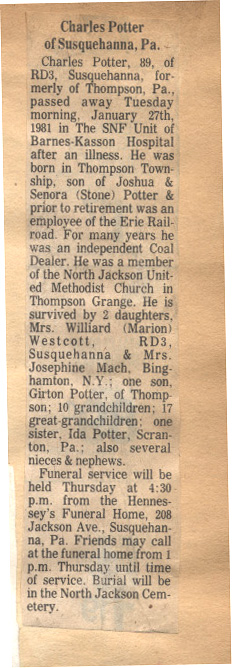 Charles Potter
of Susquehanna, Pa.
Charles Potter, 89, of
RD3, Susquehanna, for-
merly of Thompson, Pa.,
passed away Tuesday
morning, January 27th,
1981 in The SNF Unit of
Barnes-Kasson Hospital
after an illness. He was
born in Thompson Town-
ship, son of Joshua &
Senora (Stone) Potter &
prior to retirement was an
employee of the Erie Rail-
road. For many years he
was an independent Coal
Dealer. He was a member
of the North Jackson Unit-
ed Methodist Church in
Thompson Grange. He is
survived by 2 daughters,
Mrs. Williard (Marion)
Westcott, RD3,
Susquehanna & Mrs.
Josephine Mach, Bing-
hamton, N.Y.; one son,
Girton Potter, of Thomp-
son; 10 grandchildren; 17
great-grandchildren; one
sister, Ida Potter, Scran-
ton, Pa.; also several
nieces & nephews.
Funeral service will be
held Thursday at 4:30
p.m. from the Hennes-
sey's Funeral Home, 208
Jackson Ave., Susquehan-
na, Pa. Friends may call
at the funeral home from 1
p.m. Thursday until time
of service. Burial will be
in the North Jackson Cem-
etery.